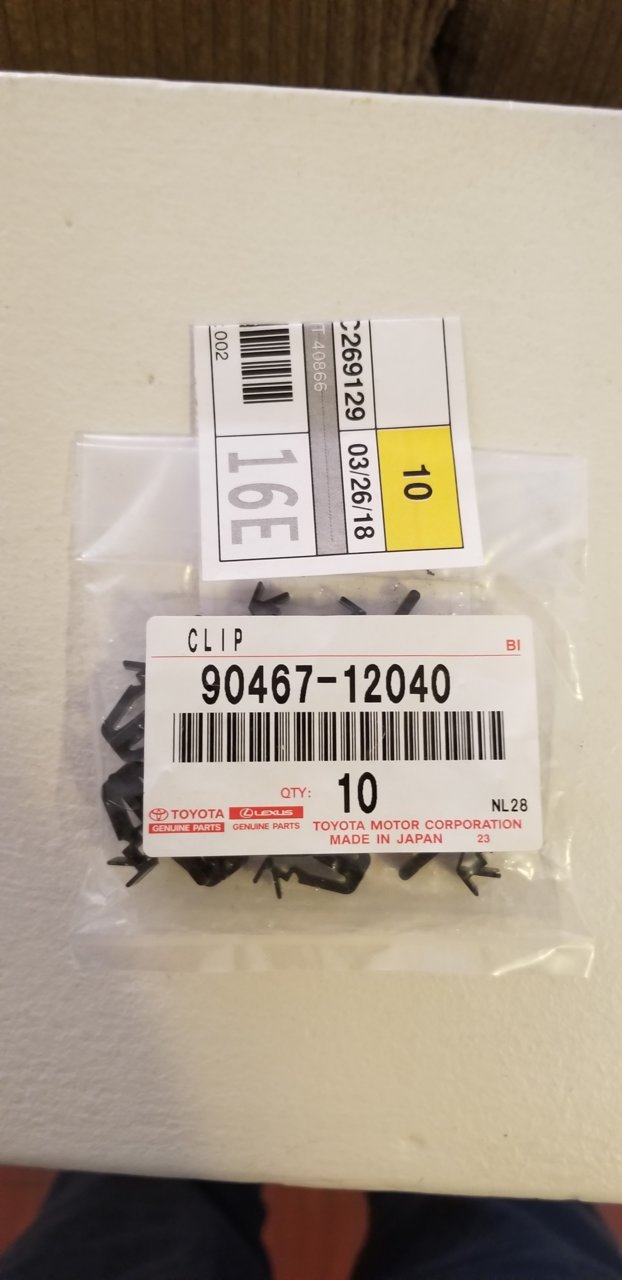 002
16E
T 40866
C269129
03/26/18
10
CLIP
BI
90467-12040
QTY: 10
NL28
TOYOTA
GENUINE PARTS
LEXUS
GENUINE PARTS
TOYOTA MOTOR CORPORATION
MADE IN JAPAN 23